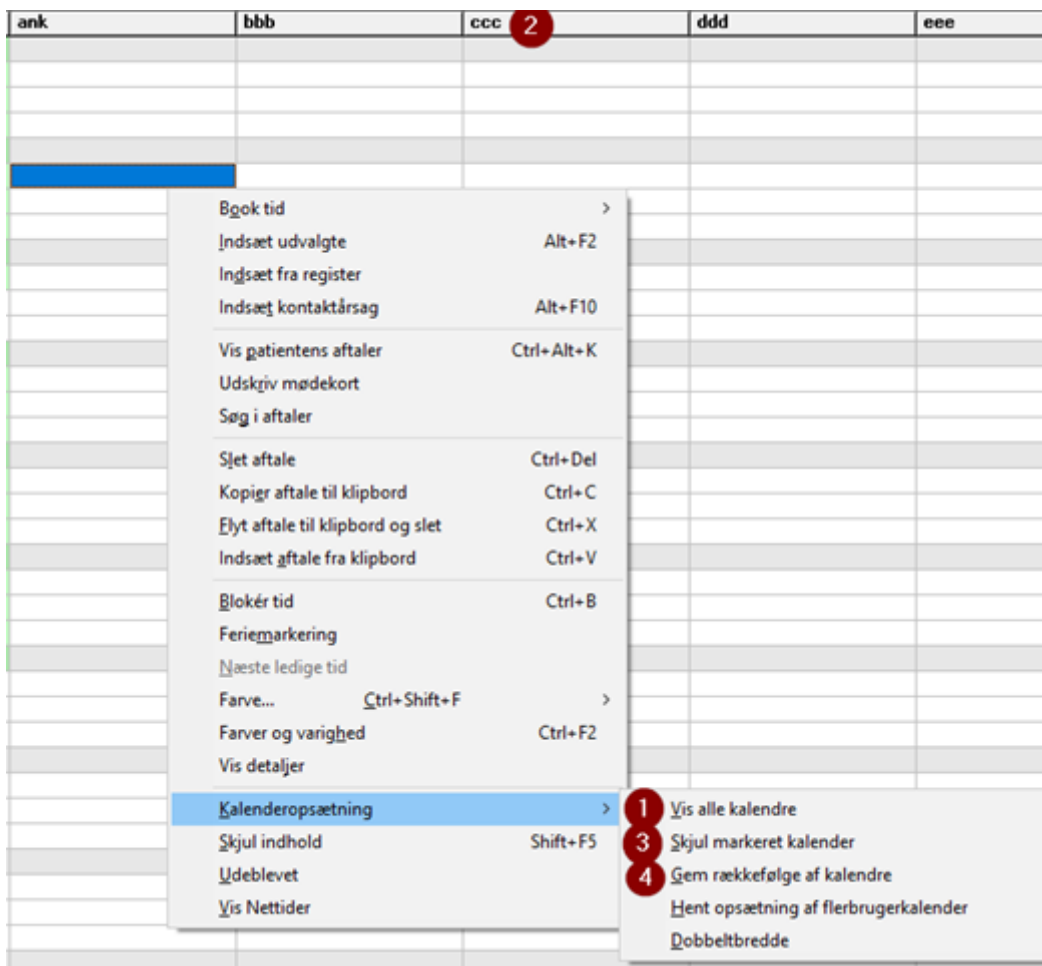 ank bbb ccc 2 ddd eee
Book tid >
Indsæt udvalgte Alt+F2
Indsæt fra register
Indsæt kontaktårsag Alt+F10
Vis patientens aftaler Ctrl+Alt+K
Udskriv mødekort
Søg i aftaler
Slet aftale Ctrl+Del
Kopier aftale til klipbord Ctrl+C
Flyt aftale til klipbord og slet Ctrl+X
Indsæt aftale fra klipbord Ctrl+V
Blokér tid Ctrl+B
Feriemarkering
Næste ledige tid
Farve... Ctrl+Shift+F >
Farver og varighed Ctrl+F2
Vis detaljer
Kalenderopsætning > 1 Vis alle kalendre
Skjul indhold Shift+F5 3 Skjul markeret kalender
Udeblevet 4 Gem rækkefølge af kalendre
Vis Nettider Hent opsætning af flerbrugerkalender
Dobbeltbredde